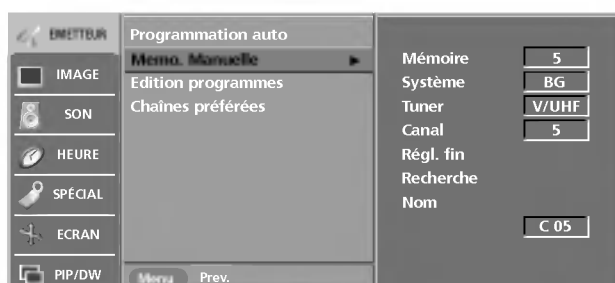 EMETTEUR
IMAGE
SON
HEURE
SPÉCIAL
ECRAN
PIP/DW
Programmation auto
Memo. Manuelle
Edition programmes
Chaînes préférées
Menu Prev.
Mémoire 5
Système BG
Tuner V/UHF
Canal 5
Régl. fin
Recherche
Nom
C 05